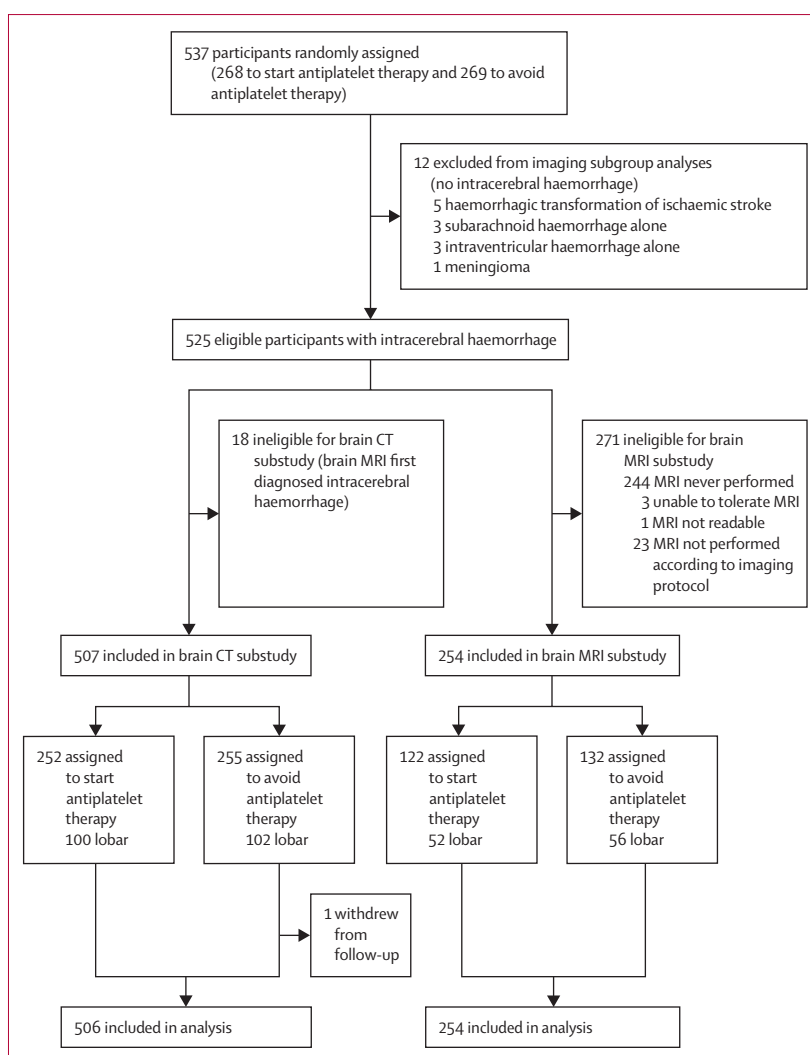 537 participants randomly assigned
(268 to start antiplatelet therapy and 269 to avoid
antiplatelet therapy)
12 excluded from imaging subgroup analyses
(no intracerebral haemorrhage)
5 haemorrhagic transformation of ischaemic stroke
3 subarachnoid haemorrhage alone
3 intraventricular haemorrhage alone
1 meningioma
525 eligible participants with intracerebral haemorrhage
18 ineligible for brain CT
substudy (brain MRI first
diagnosed intracerebral
haemorrhage)
271 ineligible for brain
MRI substudy
244 MRI never performed
3 unable to tolerate MRI
1 MRI not readable
23 MRI not performed
according to imaging
protocol
507 included in brain CT substudy
254 included in brain MRI substudy
252 assigned
to start
antiplatelet
therapy
100 lobar
255 assigned
to avoid
antiplatelet
therapy
102 lobar
122 assigned
to start
antiplatelet
therapy
52 lobar
132 assigned
to avoid
antiplatelet
therapy
56 lobar
1 withdrew
from
follow-up
506 included in analysis
254 included in analysis